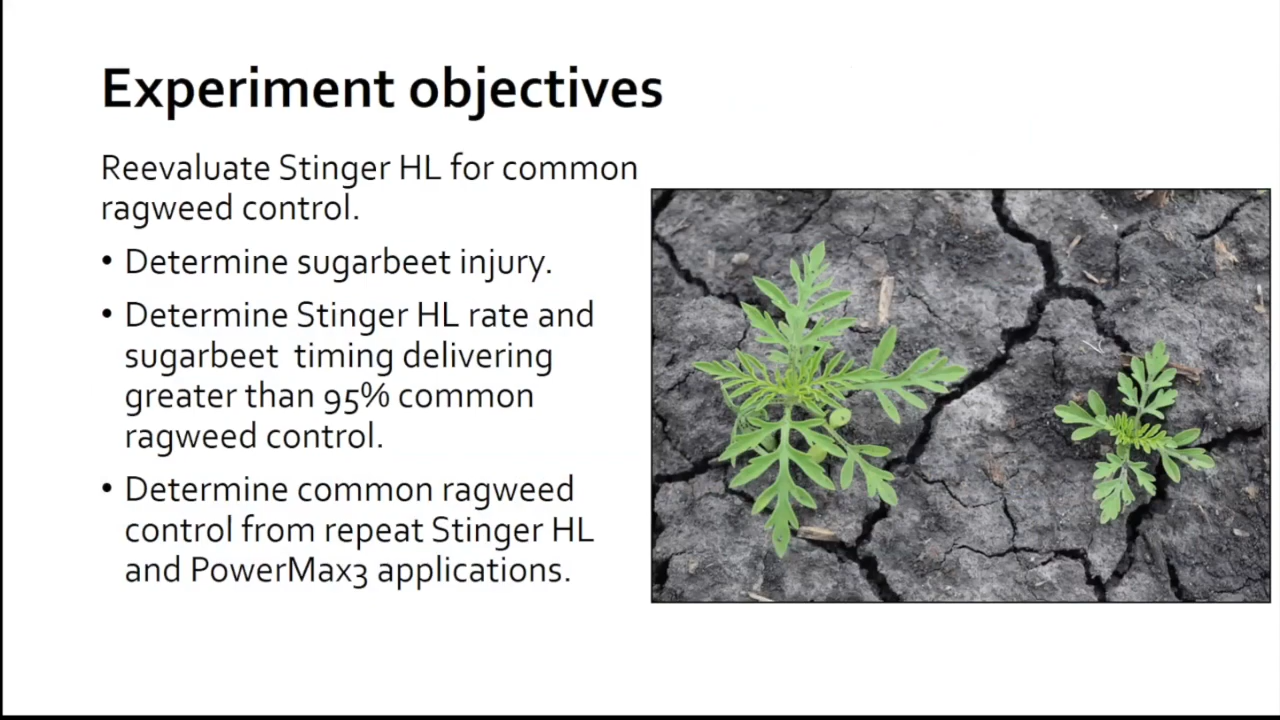 Experiment objectives
Reevaluate Stinger HL for common
ragweed control.
• Determine sugarbeet injury.
• Determine Stinger HL rate and
sugarbeet timing delivering
greater than 95% common
ragweed control.
• Determine common ragweed
control from repeat Stinger HL
and PowerMax3 applications.